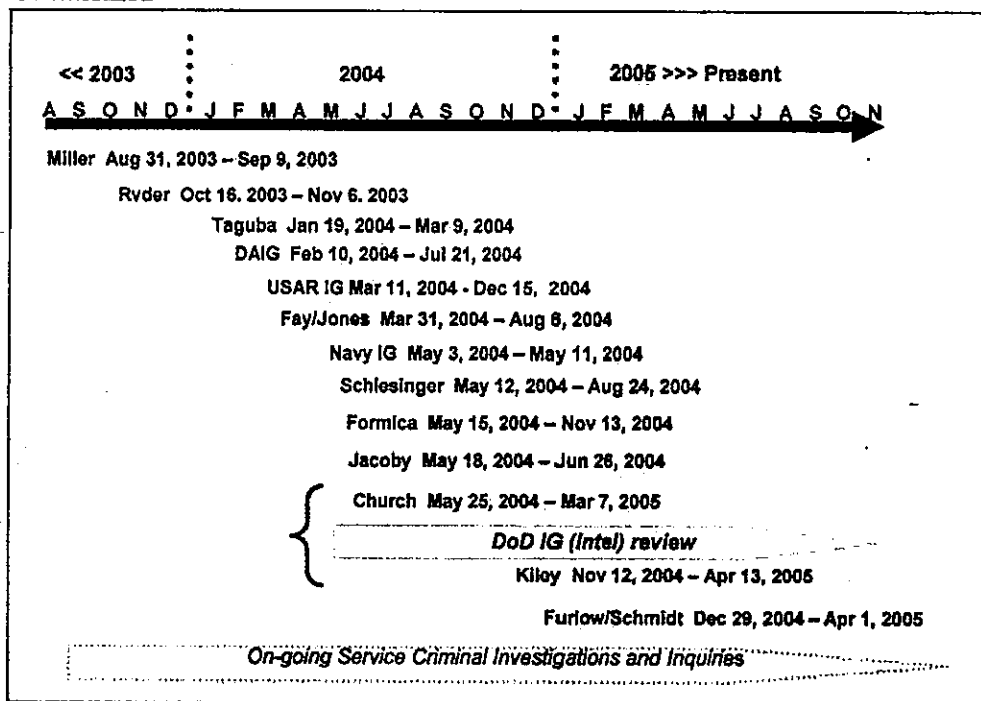 << 2003 2004 2005 >>> Present
A S O N D J F M A M J J A S O N D J F M A M J J A S O N
Miller Aug 31, 2003 – Sep 9, 2003
Ryder Oct 16. 2003 – Nov 6. 2003
Taguba Jan 19, 2004 – Mar 9, 2004
DAIG Feb 10, 2004 – Jul 21, 2004
USAR IG Mar 11, 2004 - Dec 15, 2004
Fay/Jones Mar 31, 2004 – Aug 6, 2004
Navy IG May 3, 2004 – May 11, 2004
Schlesinger May 12, 2004 – Aug 24, 2004
Formica May 15, 2004 – Nov 13, 2004
Jacoby May 18, 2004 – Jun 26, 2004
Church May 25, 2004 – Mar 7, 2005
DoD IG (Intel) review
Kiley Nov 12, 2004 – Apr 13, 2005
Furlow/Schmidt Dec 29, 2004 – Apr 1, 2005
On-going Service Criminal Investigations and Inquiries